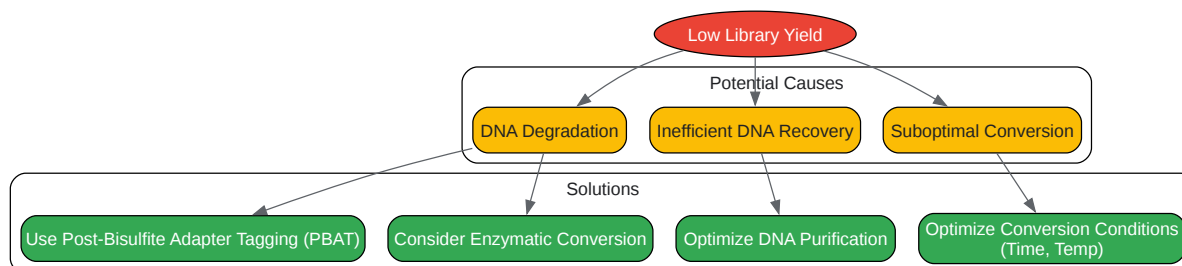 Low Library Yield
Potential Causes
DNA Degradation
Inefficient DNA Recovery
Suboptimal Conversion
Solutions
Use Post-Bisulfite Adapter Tagging (PBAT)
Consider Enzymatic Conversion
Optimize DNA Purification
Optimize Conversion Conditions
(Time, Temp)